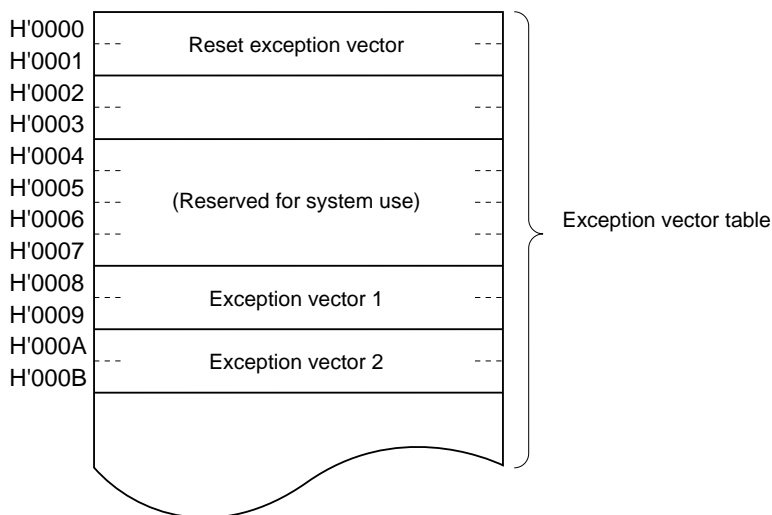 H'0000
H'0001
Reset exception vector
H'0002
H'0003
H'0004
H'0005
H'0006
H'0007
(Reserved for system use)
Exception vector table
H'0008
H'0009
Exception vector 1
H'000A
H'000B
Exception vector 2